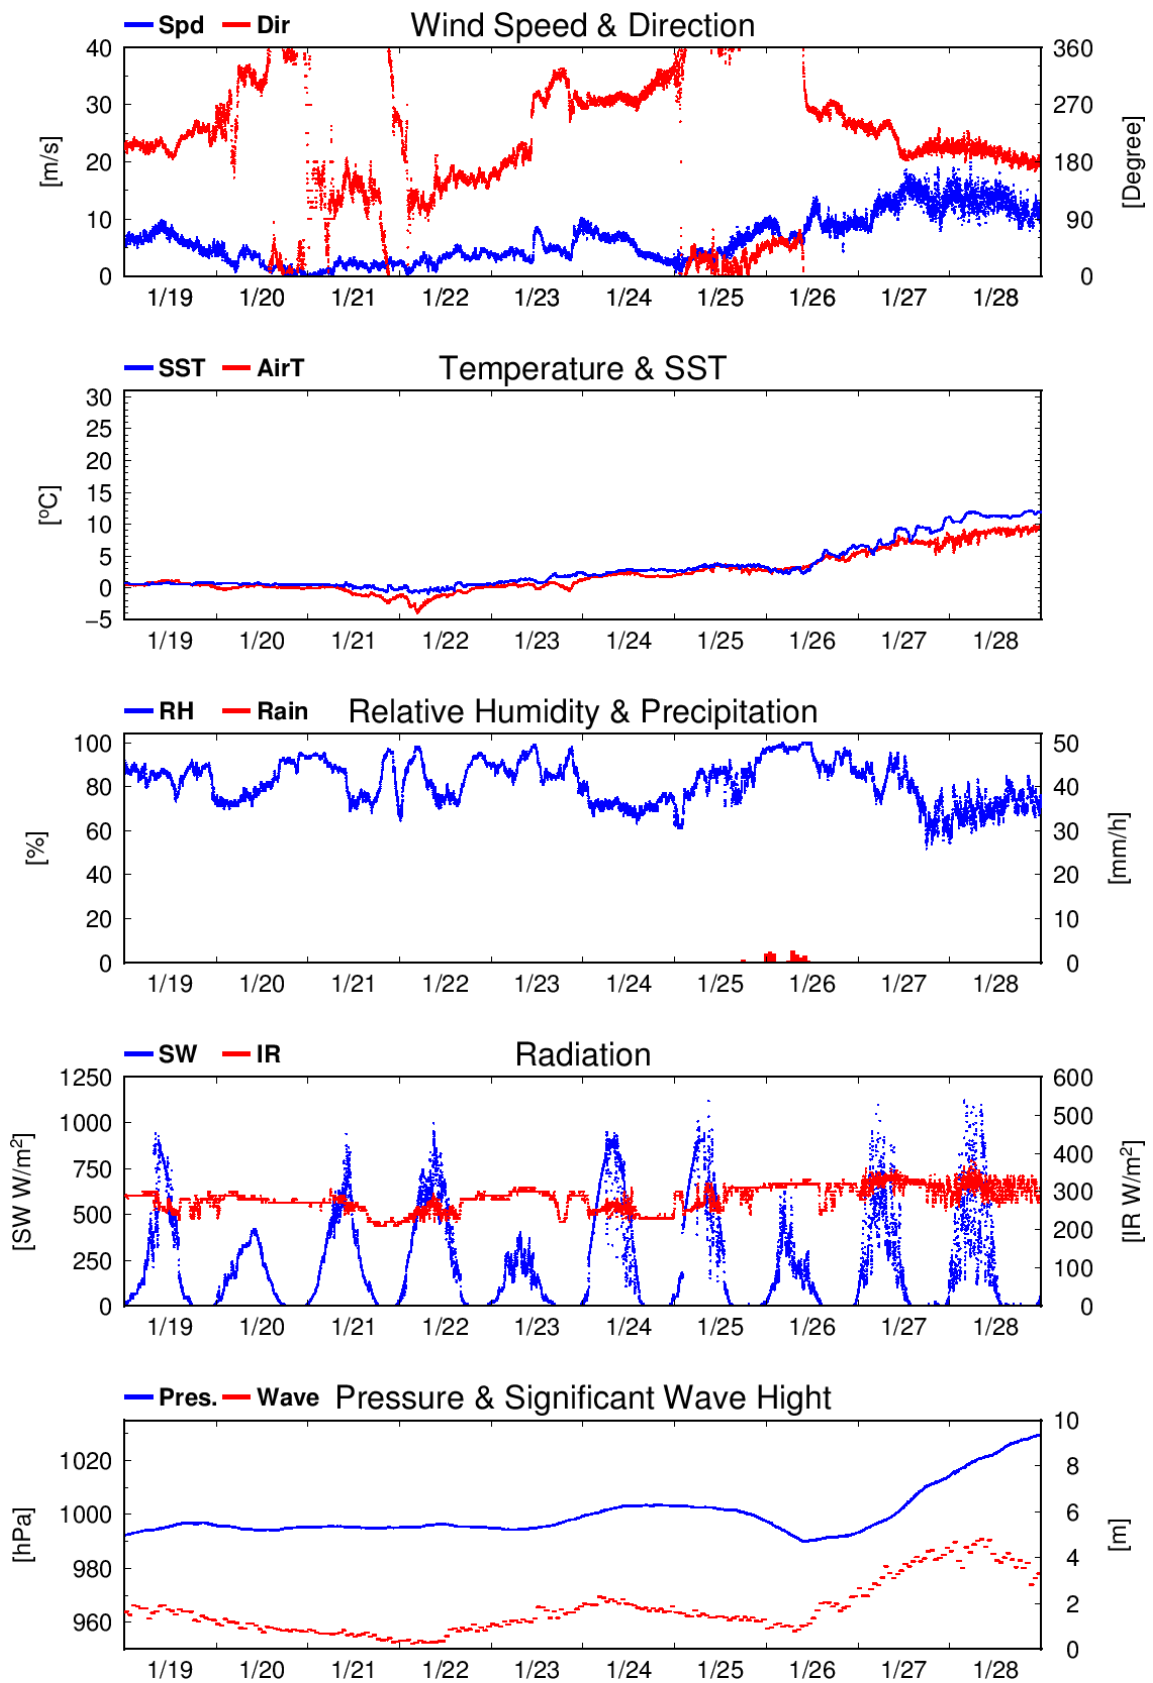 Spd Dir Wind Speed & Direction
40 360
30 270
20 180
10 90
0 0
[m/s] [Degree]
1/19 1/20 1/21 1/22 1/23 1/24 1/25 1/26 1/27 1/28
SST AirT Temperature & SST
30
25
20
15
10
5
0
−5
[ºC]
1/19 1/20 1/21 1/22 1/23 1/24 1/25 1/26 1/27 1/28
RH Rain Relative Humidity & Precipitation
100 50
80 40
60 30
40 20
20 10
0 0
[%] [mm/h]
1/19 1/20 1/21 1/22 1/23 1/24 1/25 1/26 1/27 1/28
SW IR Radiation
1250 600
1000 500
750 400
500 300
250 200
0 100
0
[SW W/m²] [IR W/m²]
1/19 1/20 1/21 1/22 1/23 1/24 1/25 1/26 1/27 1/28
Pres. Wave Pressure & Significant Wave Hight
10
1020 8
1000 6
980 4
960 2
0
[hPa] [m]
1/19 1/20 1/21 1/22 1/23 1/24 1/25 1/26 1/27 1/28